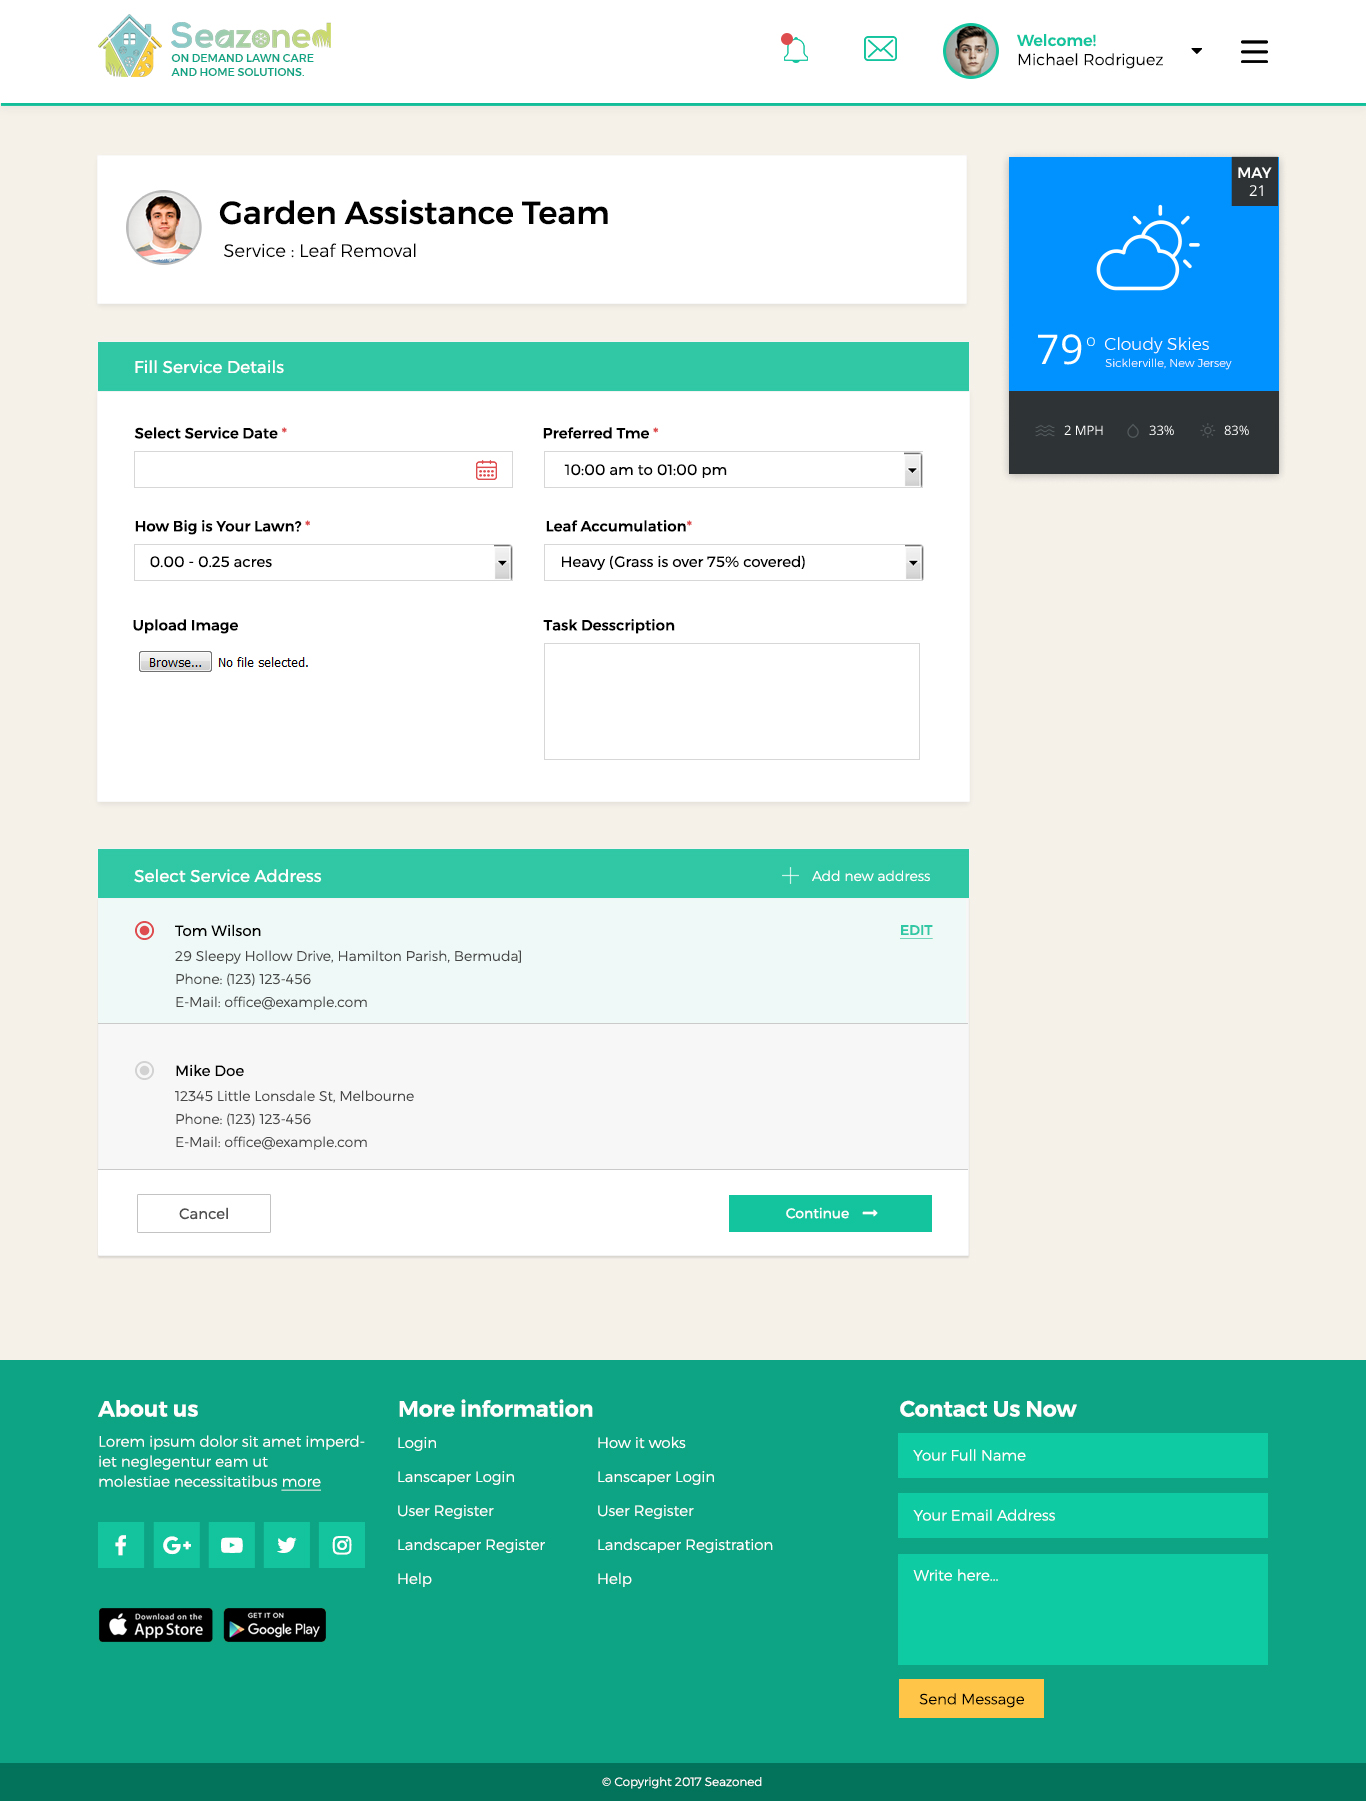 Seazoned
ON DEMAND LAWN CARE
AND HOME SOLUTIONS.
Welcome!
Michael Rodriguez
Garden Assistance Team
Service : Leaf Removal
MAY
21
79° Cloudy Skies
Sicklerville, New Jersey
2 MPH 33% 83%
Fill Service Details
Select Service Date *
Preferred Tme *
10:00 am to 01:00 pm
How Big is Your Lawn? *
Leaf Accumulation*
0.00 - 0.25 acres
Heavy (Grass is over 75% covered)
Upload Image
Task Desscription
Browse... No file selected.
Select Service Address
Add new address
Tom Wilson
EDIT
29 Sleepy Hollow Drive, Hamilton Parish, Bermuda]
Phone: (123) 123-456
E-Mail: office@example.com
Mike Doe
12345 Little Lonsdale St, Melbourne
Phone: (123) 123-456
E-Mail: office@example.com
Cancel
Continue
About us
Lorem ipsum dolor sit amet imperd-
iet neglegentur eam ut
molestiae necessitatibus more
Download on the
App Store
GET IT ON
Google Play
More information
Login
Lanscaper Login
User Register
Landscaper Register
Help
How it woks
Lanscaper Login
User Register
Landscaper Registration
Help
Contact Us Now
Your Full Name
Your Email Address
Write here...
Send Message
© Copyright 2017 Seazoned